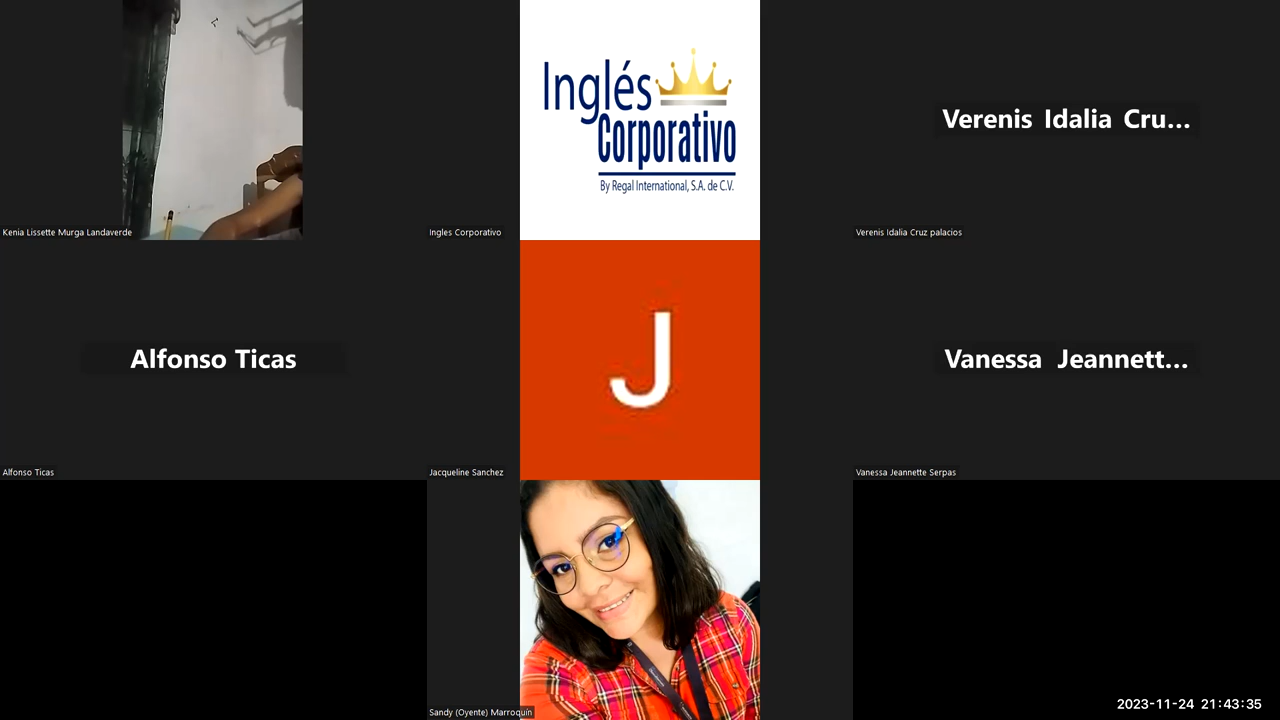 Inglés
Corporativo
By Regal International, S.A. de C.V.
Verenis Idalia Cru...
Kenia Lissette Murga Landaverde
Ingles Corporativo
Verenis Idalia Cruz palacios
Alfonso Ticas
J
Vanessa Jeannett...
Alfonso Ticas
Jacqueline Sanchez
Vanessa Jeannette Serpas
Sandy (Oyente) Marroquín
2023-11-24 21:43:35